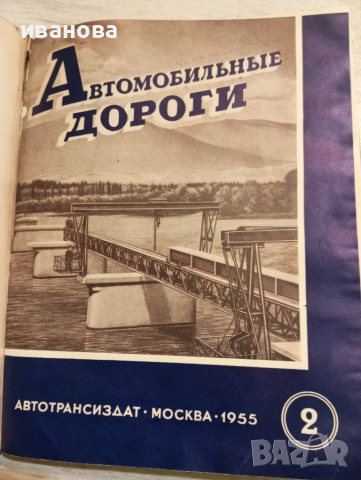 иванова
Автомобильные
дороги
АВТОТРАНСИЗДАТ • МОСКВА • 1955
2
BAZAR